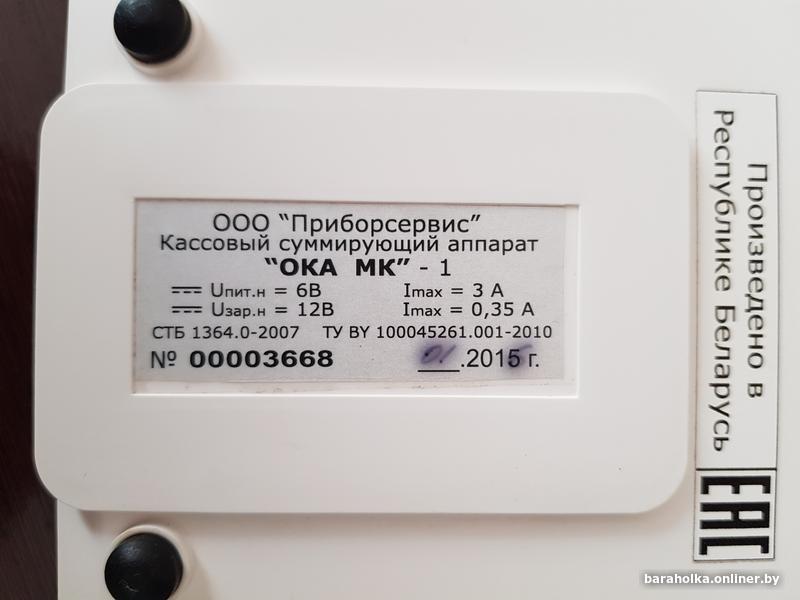 ООО “Приборсервис”
Кассовый суммирующий аппарат
“ОКА МК” - 1
Uпит.н = 6В Imax = 3 А
Uзар.н = 12В Imax = 0,35 А
СТБ 1364.0-2007 ТУ BY 100045261.001-2010
№ 00003668 01.2015 г.
Произведено в
Республике Беларусь
EAC
baraholka.onliner.by